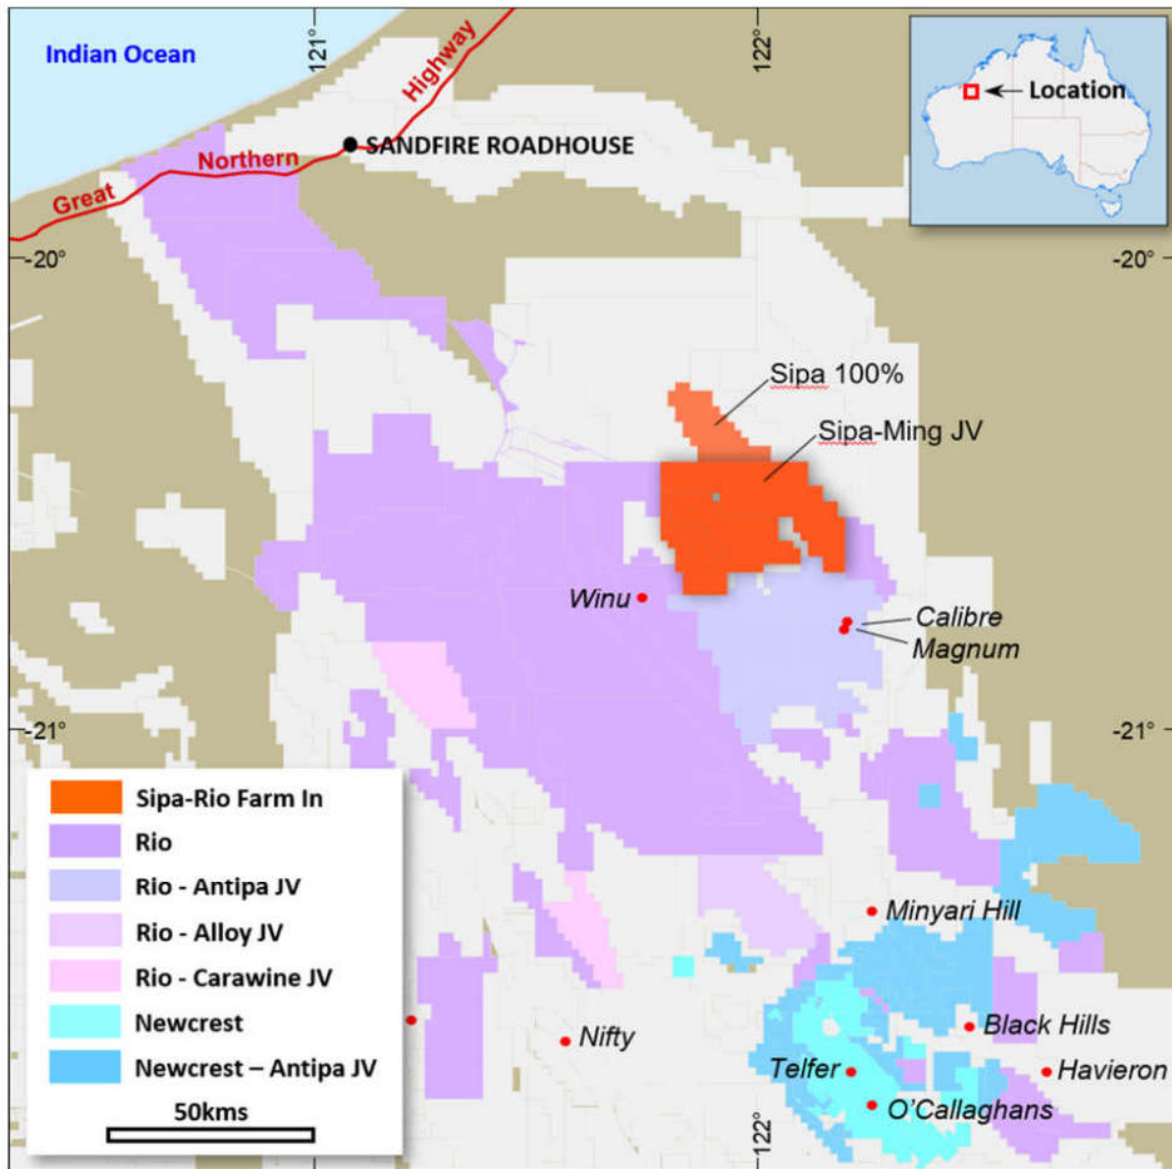 Indian Ocean
121°
122°
Highway
Location
SANDFIRE ROADHOUSE
Northern
Great
-20°
-20°
Sipa 100%
Sipa-Ming JV
Winu
Calibre
Magnum
-21°
-21°
Sipa-Rio Farm In
Rio
Rio - Antipa JV
Rio - Alloy JV
Rio - Carawine JV
Newcrest
Newcrest – Antipa JV
50kms
Minyari Hill
Nifty
Black Hills
Telfer
Havieron
O'Callaghans
122°